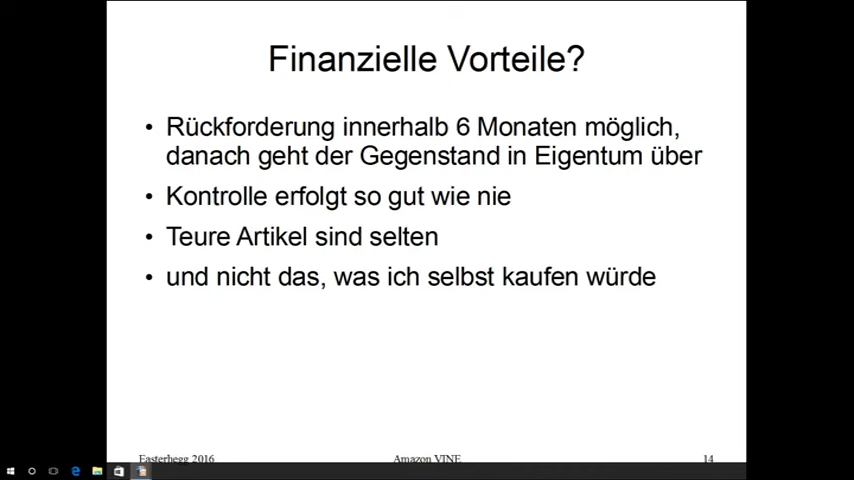 Finanzielle Vorteile?
• Rückforderung innerhalb 6 Monaten möglich,
danach geht der Gegenstand in Eigentum über
• Kontrolle erfolgt so gut wie nie
• Teure Artikel sind selten
• und nicht das, was ich selbst kaufen würde
Easterhegg 2016 Amazon VINE 14